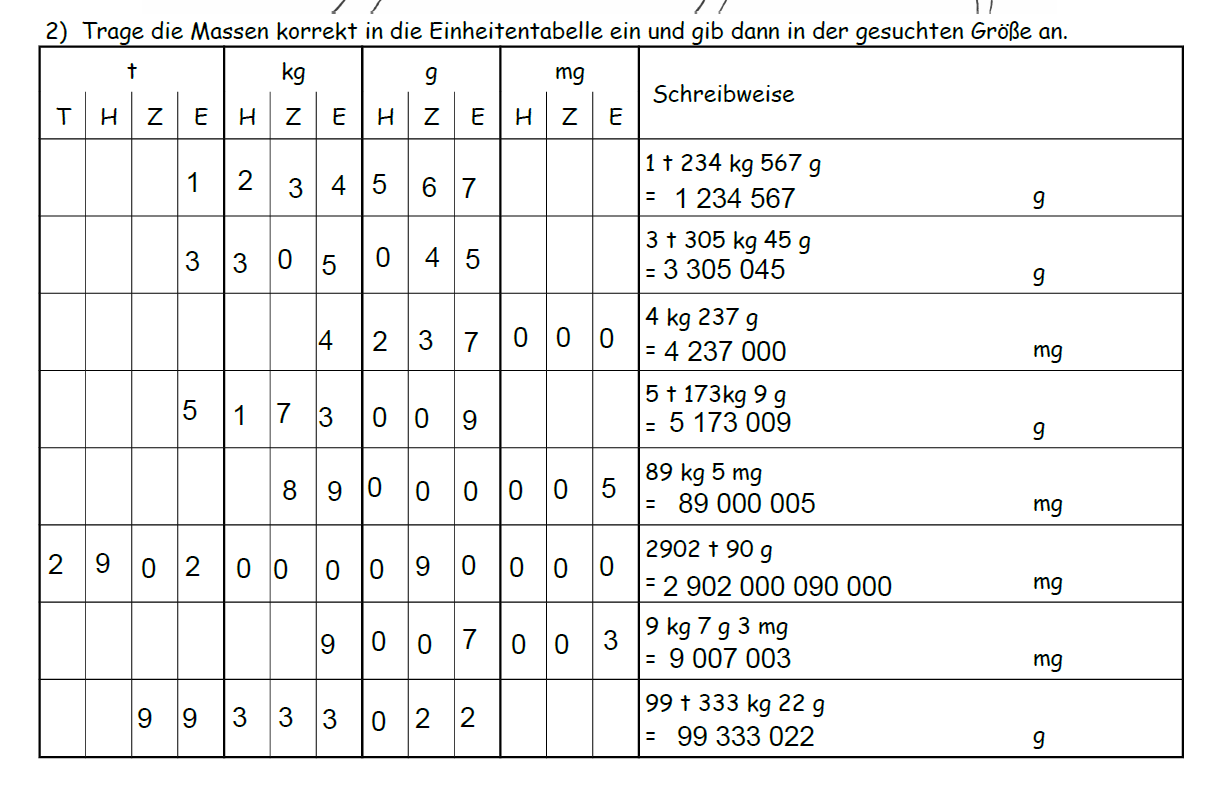 2) Trage die Massen korrekt in die Einheitentabelle ein und gib dann in der gesuchten Größe an.
t kg g mg Schreibweise
T H Z E H Z E H Z E H Z E
1 t 234 kg 567 g
1 2 3 4 5 6 7 = 1 234 567 g
3 t 305 kg 45 g
3 3 0 5 0 4 5 = 3 305 045 g
4 kg 237 g
4 2 3 7 0 0 0 = 4 237 000 mg
5 t 173kg 9 g
5 1 7 3 0 0 9 = 5 173 009 g
89 kg 5 mg
8 9 0 0 0 0 0 5 = 89 000 005 mg
2902 t 90 g
2 9 0 2 0 0 0 0 9 0 0 0 0 = 2 902 000 090 000 mg
9 kg 7 g 3 mg
9 0 0 7 0 0 3 = 9 007 003 mg
99 t 333 kg 22 g
9 9 3 3 3 0 2 2 = 99 333 022 g